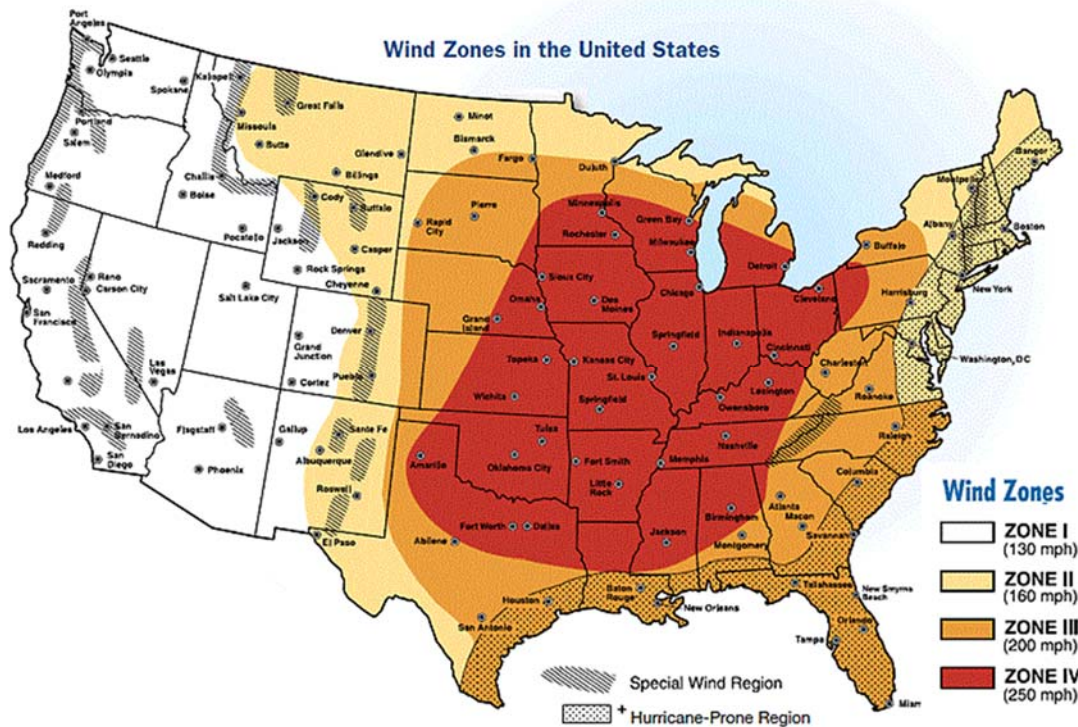 Wind Zones in the United States
Port
Angeles
Seattle
Olympia
Spokane
Kalispell
Great Falls
Portland
Salem
Missoula
Butte
Glendive
Billings
Medford
Challis
Boise
Pocatello
Cody
Buffalo
Jackson
Casper
Rock Springs
Cheyenne
Redding
Sacramento
Reno
Carson City
San
Francisco
Salt Lake City
Las
Vegas
Grand
Junction
Cortez
Denver
Pueblo
Los Angeles
San
Bernadino
San
Diego
Flagstaff
Phoenix
Gallup
Santa Fe
Albuquerque
Roswell
El Paso
Minot
Bismarck
Fargo
Duluth
Pierre
Rapid
City
Minneapolis
Rochester
Green Bay
Milwaukee
Sioux City
Omaha
Des
Moines
Grand
Island
Chicago
Detroit
Cleveland
Springfield
Indianapolis
Cincinnati
Topeka
Kansas City
St. Louis
Lexington
Wichita
Springfield
Owensboro
Nashville
Tulsa
Amarillo
Oklahoma City
Fort Smith
Memphis
Little
Rock
Fort Worth
Dallas
Abilene
Jackson
Birmingham
Montgomery
Houston
San Antonio
Baton
Rouge
New Orleans
Bangor
Montpelier
Albany
Boston
Buffalo
New York
Harrisburg
Washington, DC
Charleston
Roanoke
Raleigh
Columbia
Atlanta
Macon
Savannah
Tallahassee
New Smyrna
Beach
Orlando
Tampa
Miam
Wind Zones
ZONE I
(130 mph)
ZONE II
(160 mph)
ZONE III
(200 mph)
ZONE IV
(250 mph)
Special Wind Region
+ Hurricane-Prone Region